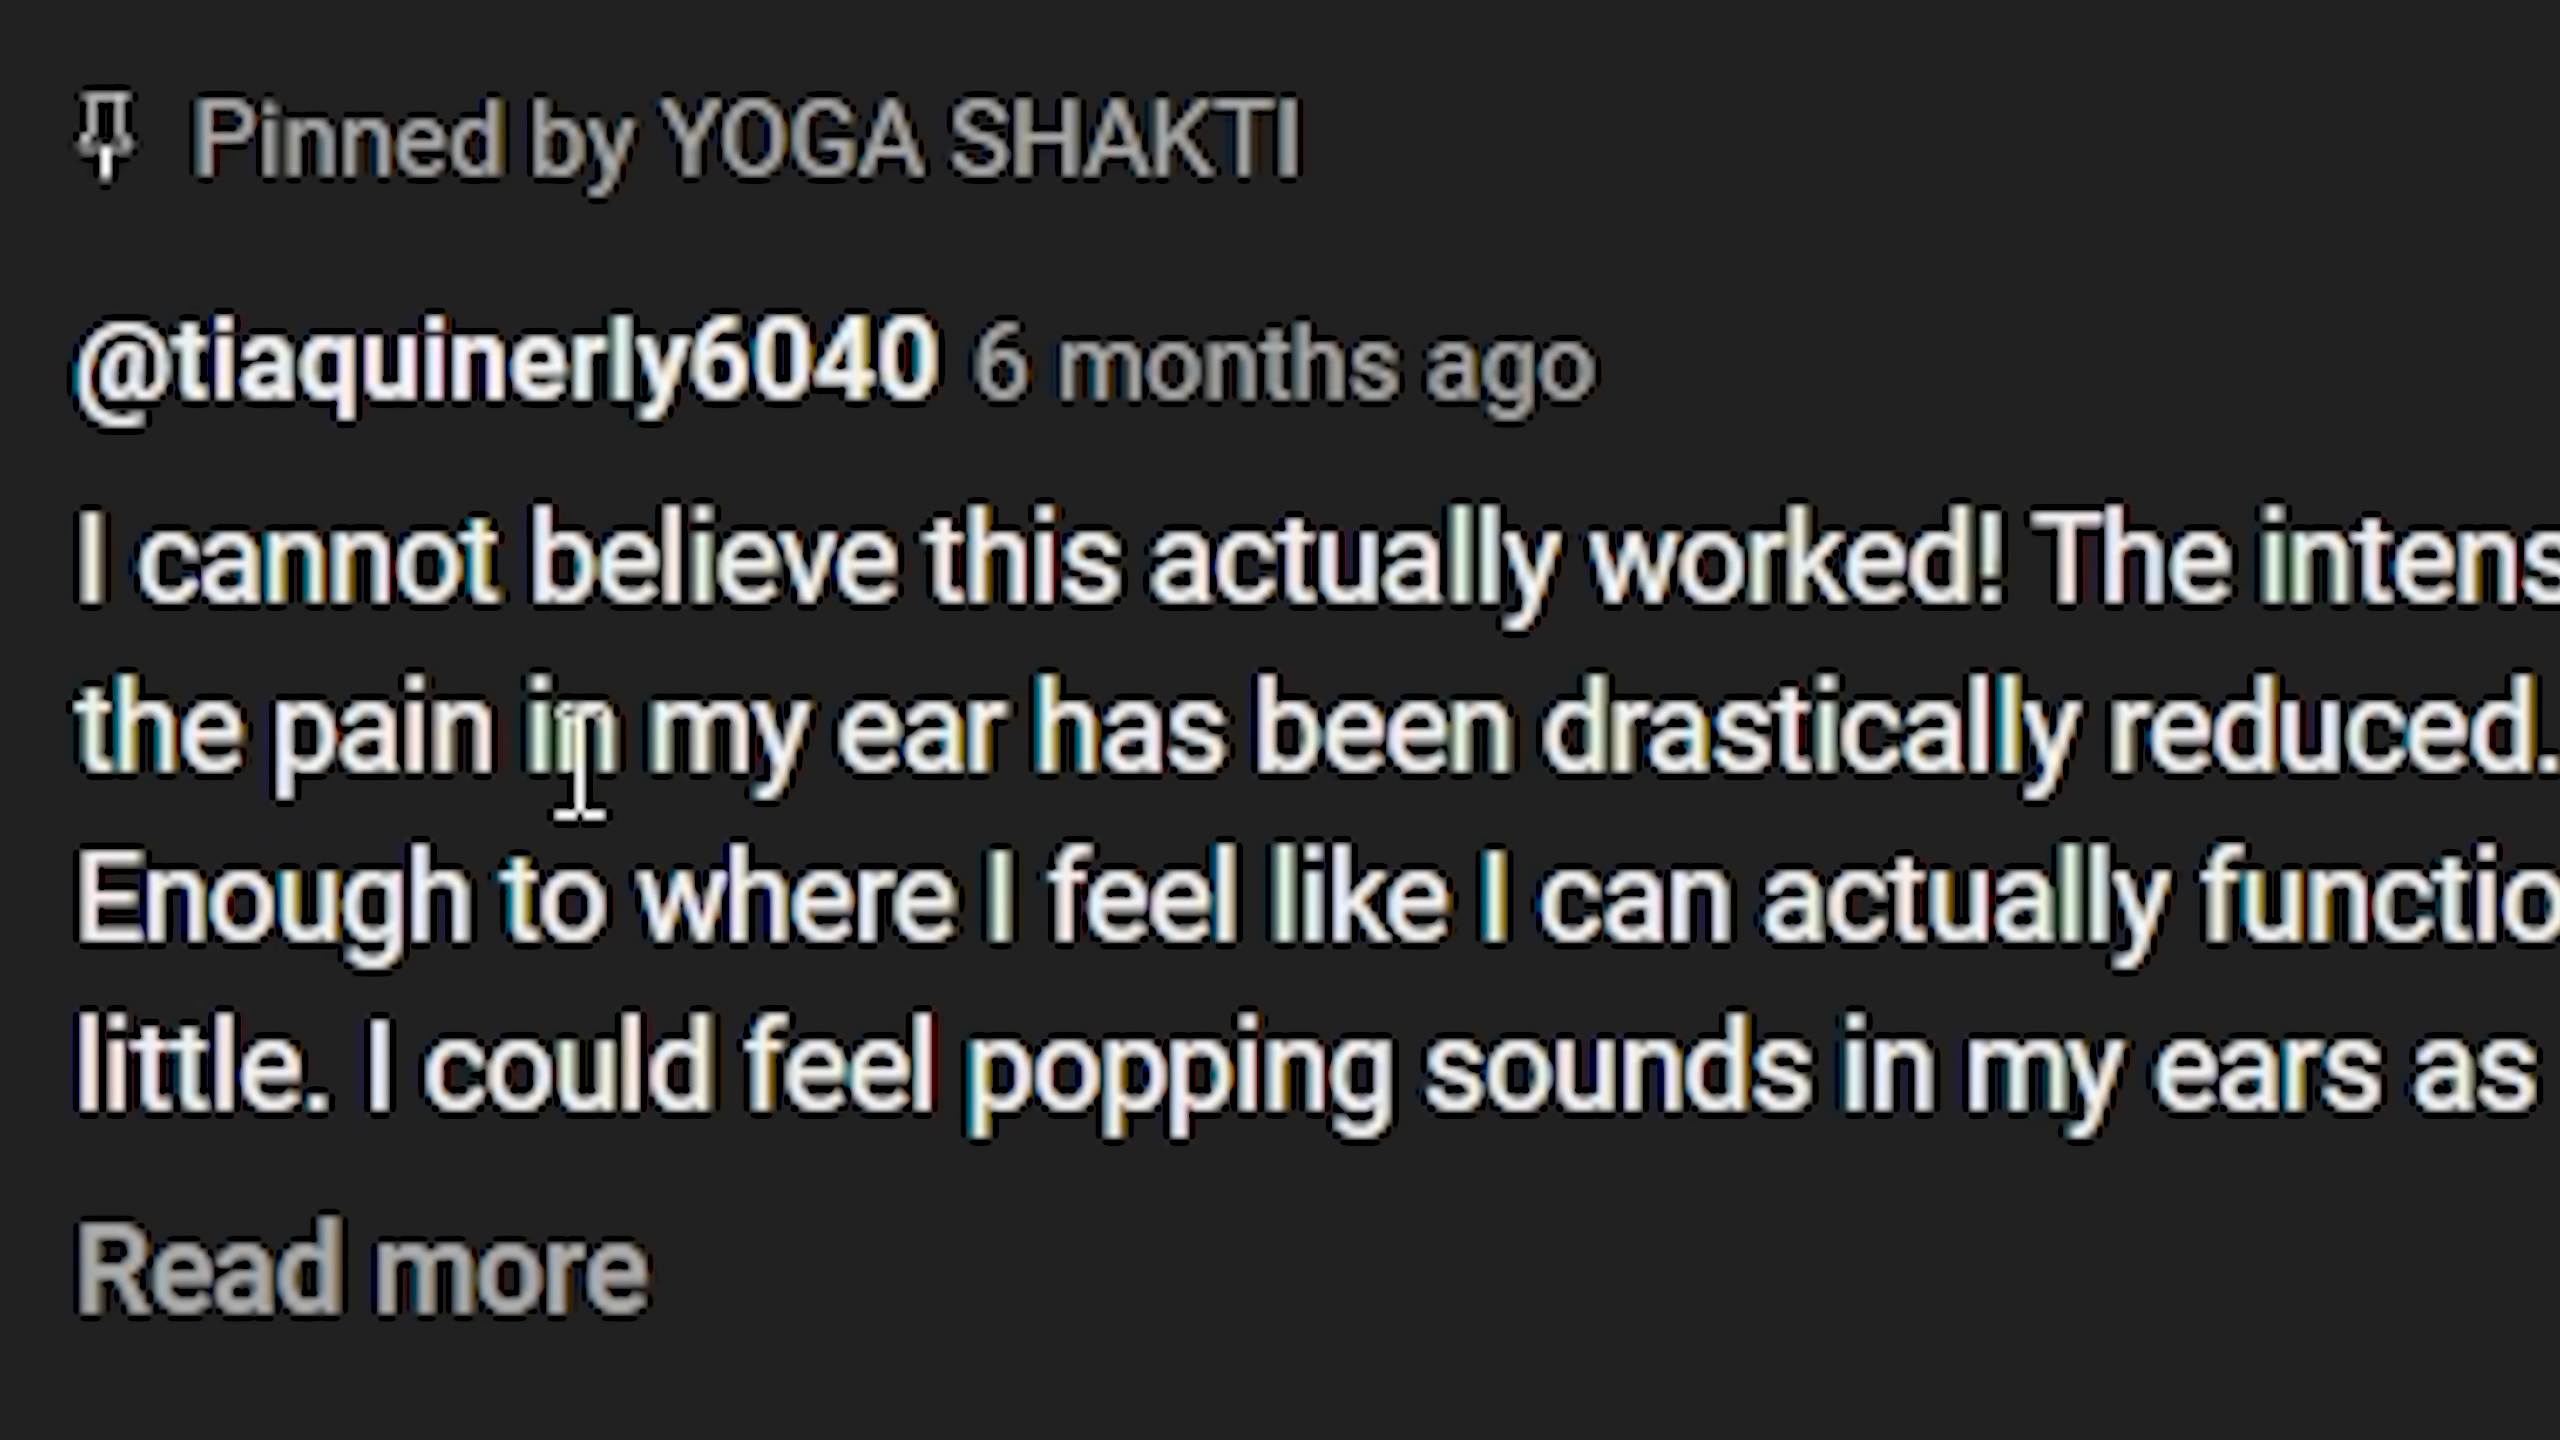 Pinned by YOGA SHAKTI
@tiaquinerly6040 6 months ago
I cannot believe this actually worked! The intens
the pain in my ear has been drastically reduced.
Enough to where I feel like I can actually functio
little. I could feel popping sounds in my ears as
Read more